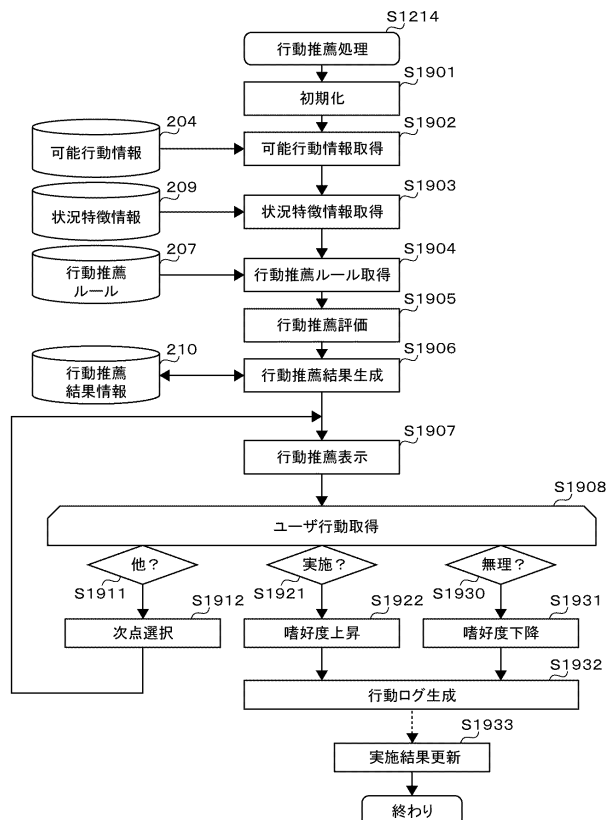 S1214
行動推薦処理
S1901
初期化
204
S1902
可能行動情報
可能行動情報取得
209
S1903
状況特徴情報
状況特徴情報取得
207
S1904
行動推薦
ルール
行動推薦ルール取得
S1905
行動推薦評価
210
S1906
行動推薦
結果情報
行動推薦結果生成
S1907
行動推薦表示
S1908
ユーザ行動取得
他？
実施？
無理？
S1911
S1921
S1930
S1912
S1922
S1931
次点選択
嗜好度上昇
嗜好度下降
S1932
行動ログ生成
S1933
実施結果更新
終わり